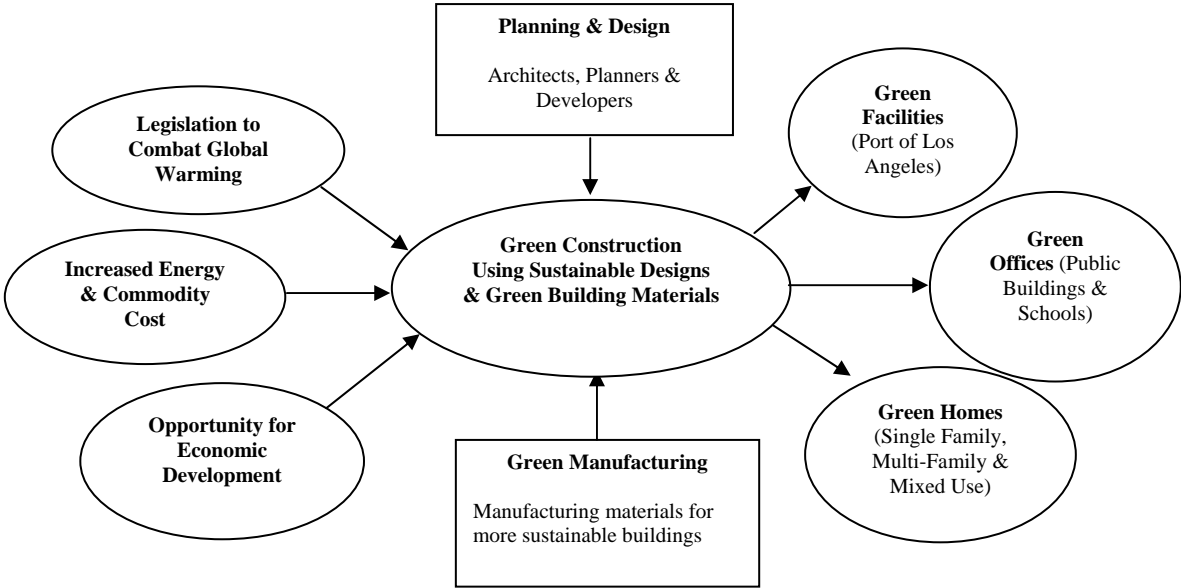 Planning & Design
Architects, Planners &
Developers
Legislation to
Combat Global
Warming
Increased Energy
& Commodity
Cost
Opportunity for
Economic
Development
Green Construction
Using Sustainable Designs
& Green Building Materials
Green Manufacturing
Manufacturing materials for
more sustainable buildings
Green
Facilities
(Port of Los
Angeles)
Green
Offices (Public
Buildings &
Schools)
Green Homes
(Single Family,
Multi-Family &
Mixed Use)